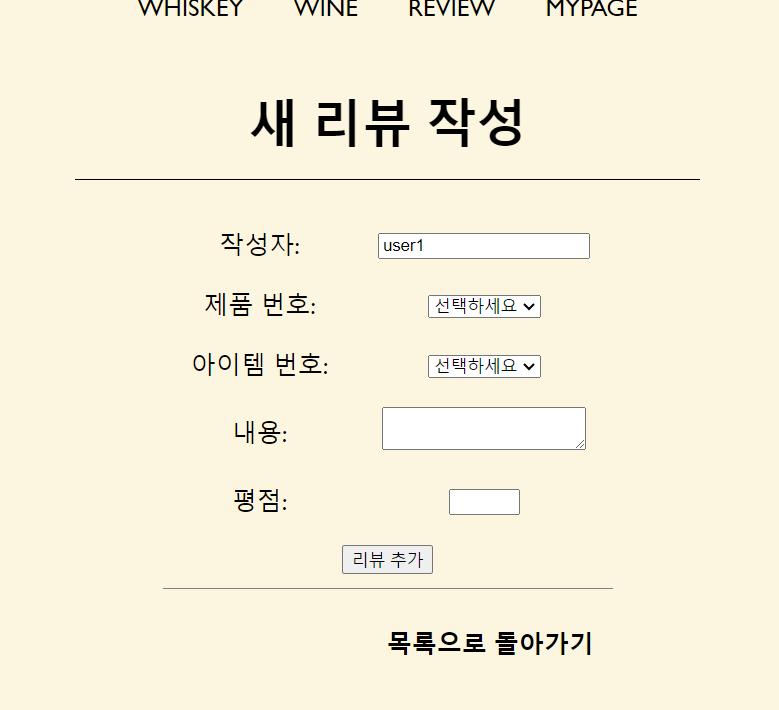 WHISKEY WINE REVIEW MYPAGE
새 리뷰 작성
작성자: user1
제품 번호: 선택하세요
아이템 번호: 선택하세요
내용:
평점:
리뷰 추가
목록으로 돌아가기